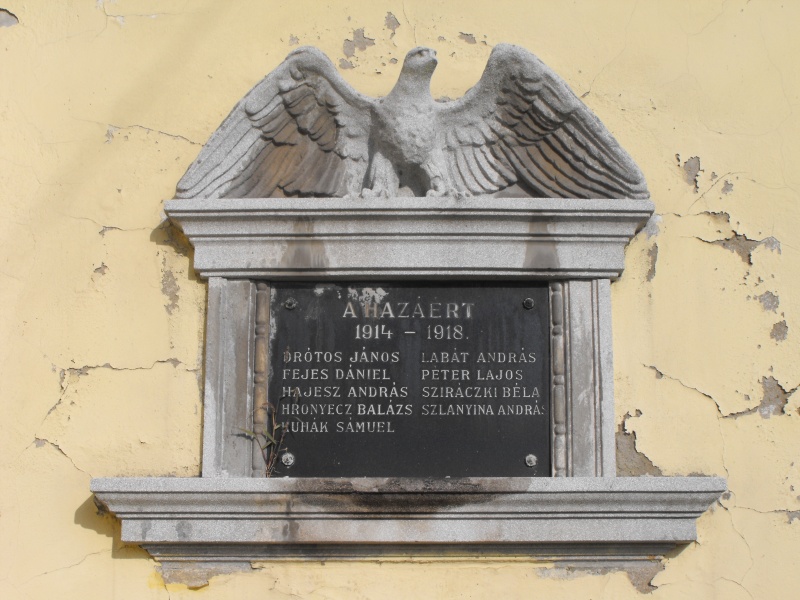 A HAZÁÉRT
1914 – 1918.
DRÓTOS JÁNOS
FEJES DÁNIEL
HAJESZ ANDRÁS
HRONYECZ BALÁZS
KUHÁK SÁMUEL
LABÁT ANDRÁS
PÉTER LAJOS
SZIRÁCZKI BÉLA
SZLANYINA ANDRÁS